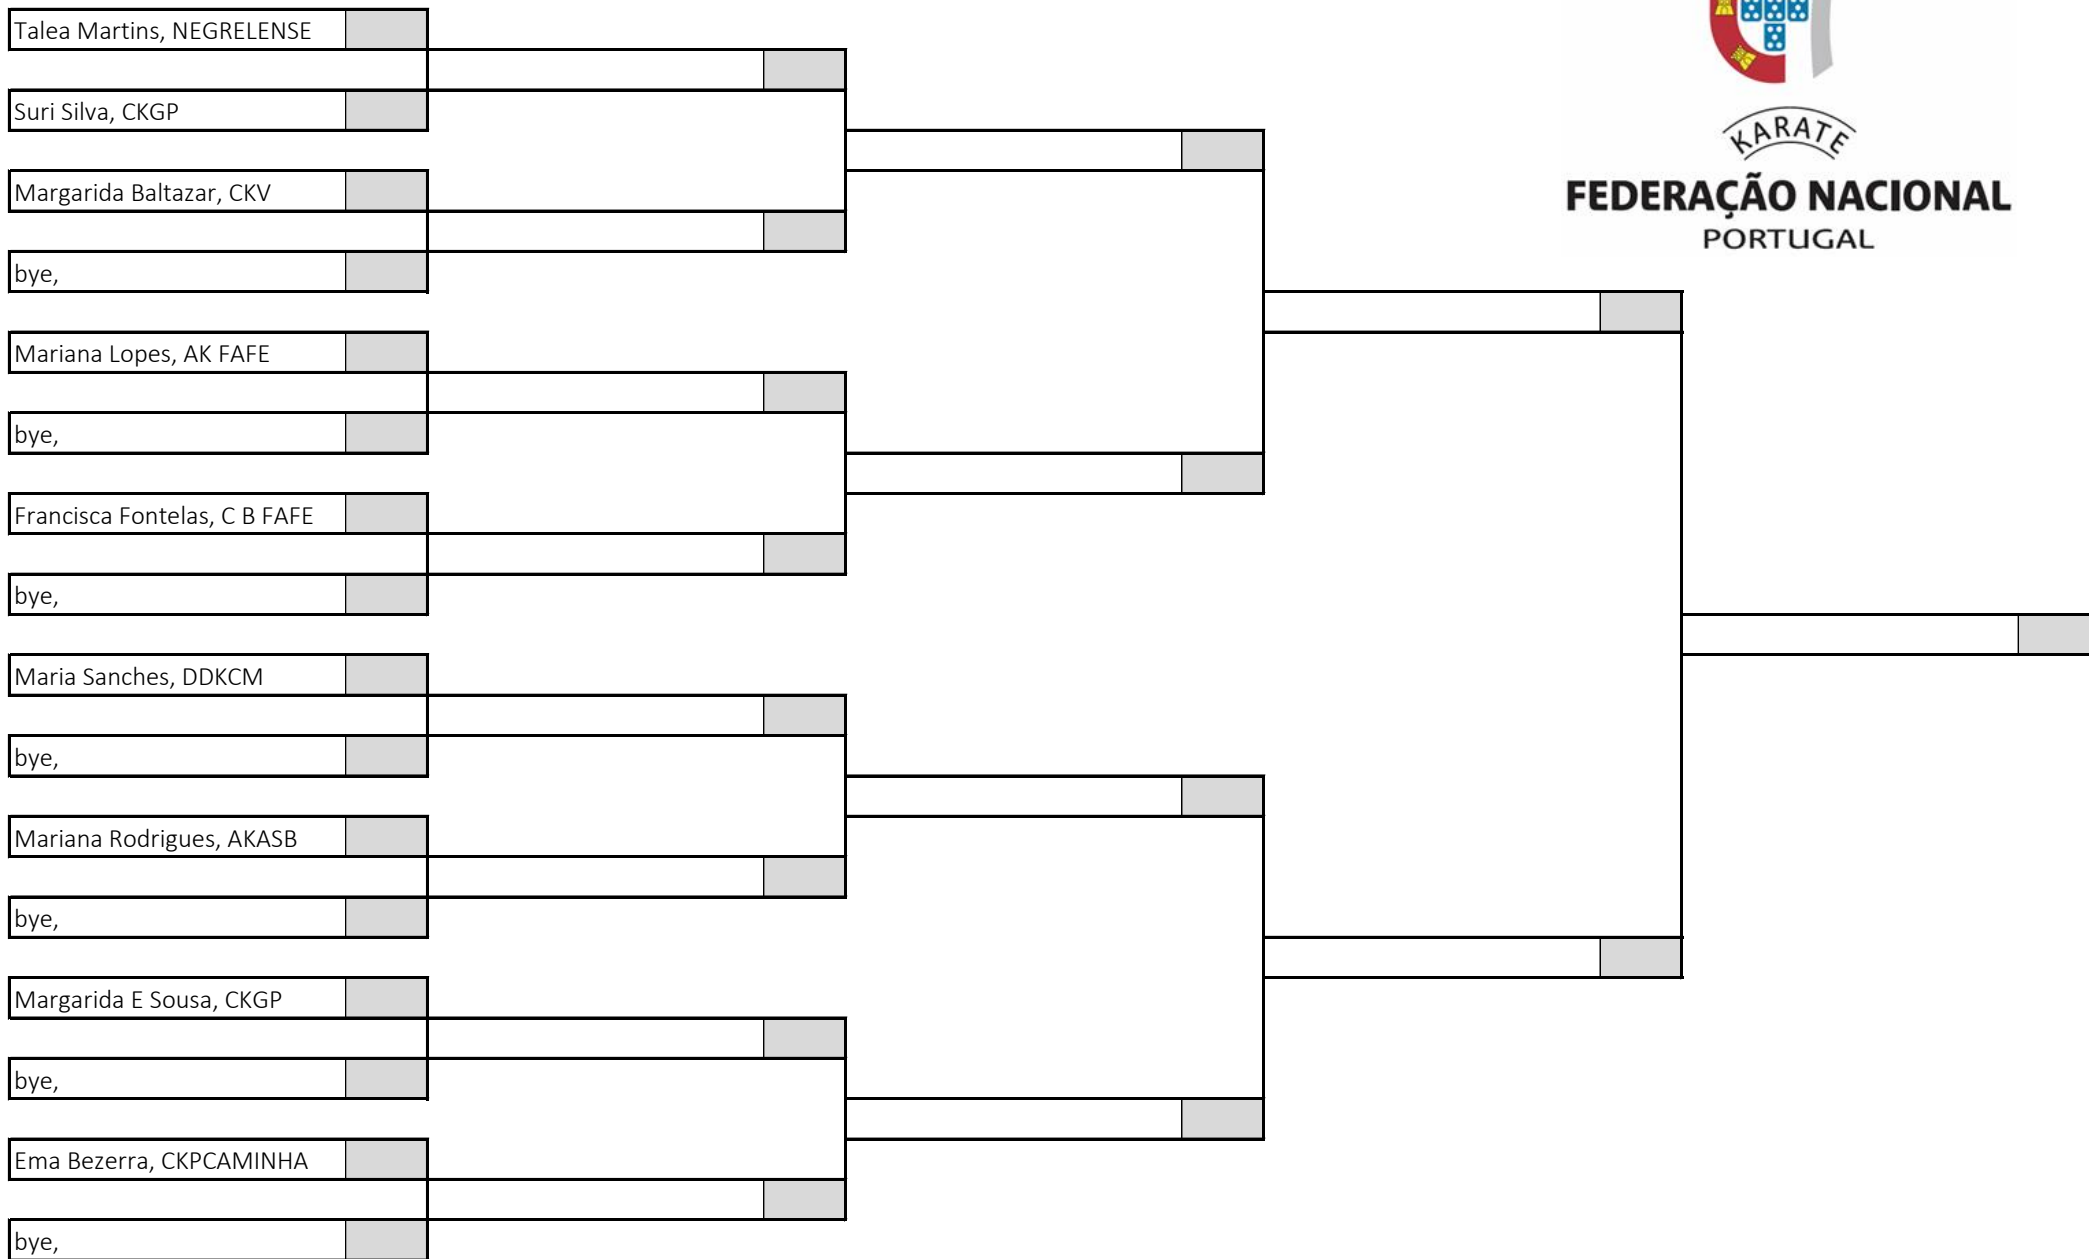 Talea Martins, NEGRELENSE
Suri Silva, CKGP
Margarida Baltazar, CKV
bye,
Mariana Lopes, AK FAFE
bye,
Francisca Fontelas, C B FAFE
bye,
Maria Sanches, DDKCM
bye,
Mariana Rodrigues, AKASB
bye,
Margarida E Sousa, CKGP
bye,
Ema Bezerra, CKPCAMINHA
bye,
KARATE
FEDERAÇÃO NACIONAL
PORTUGAL